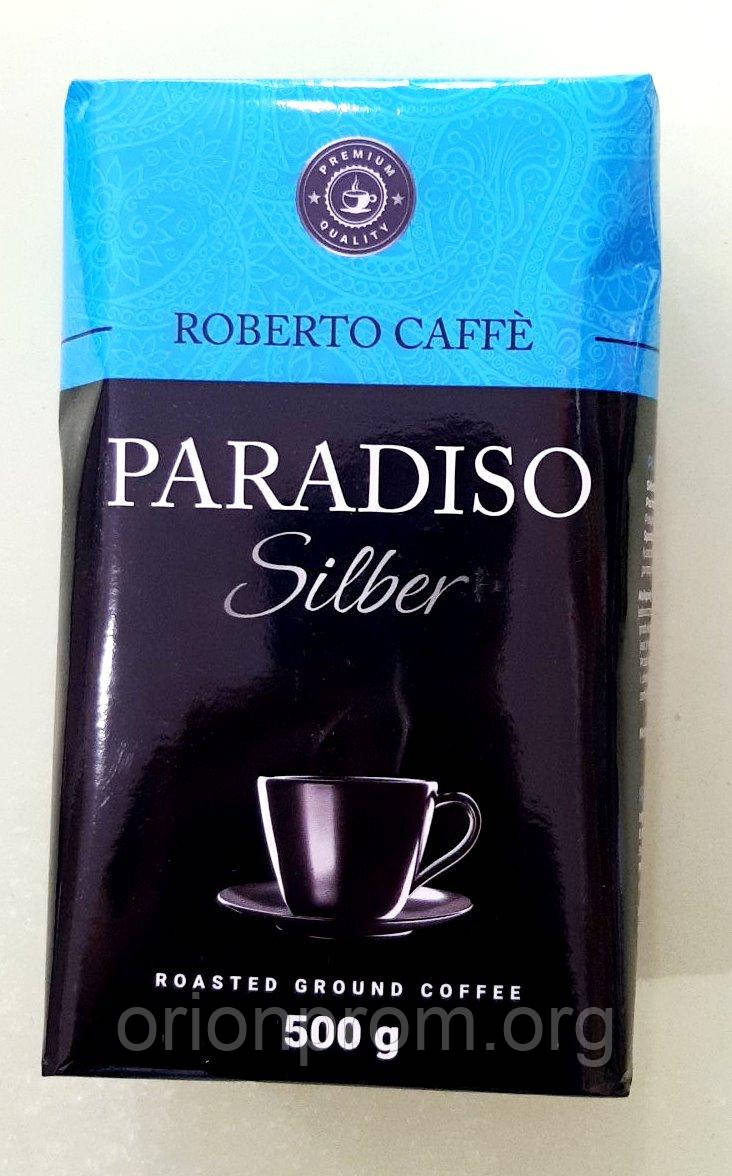 PREMIUM
QUALITY
ROBERTO CAFFÈ
PARADISO
Silber
ROASTED GROUND COFFEE
orionprom.org
500 g